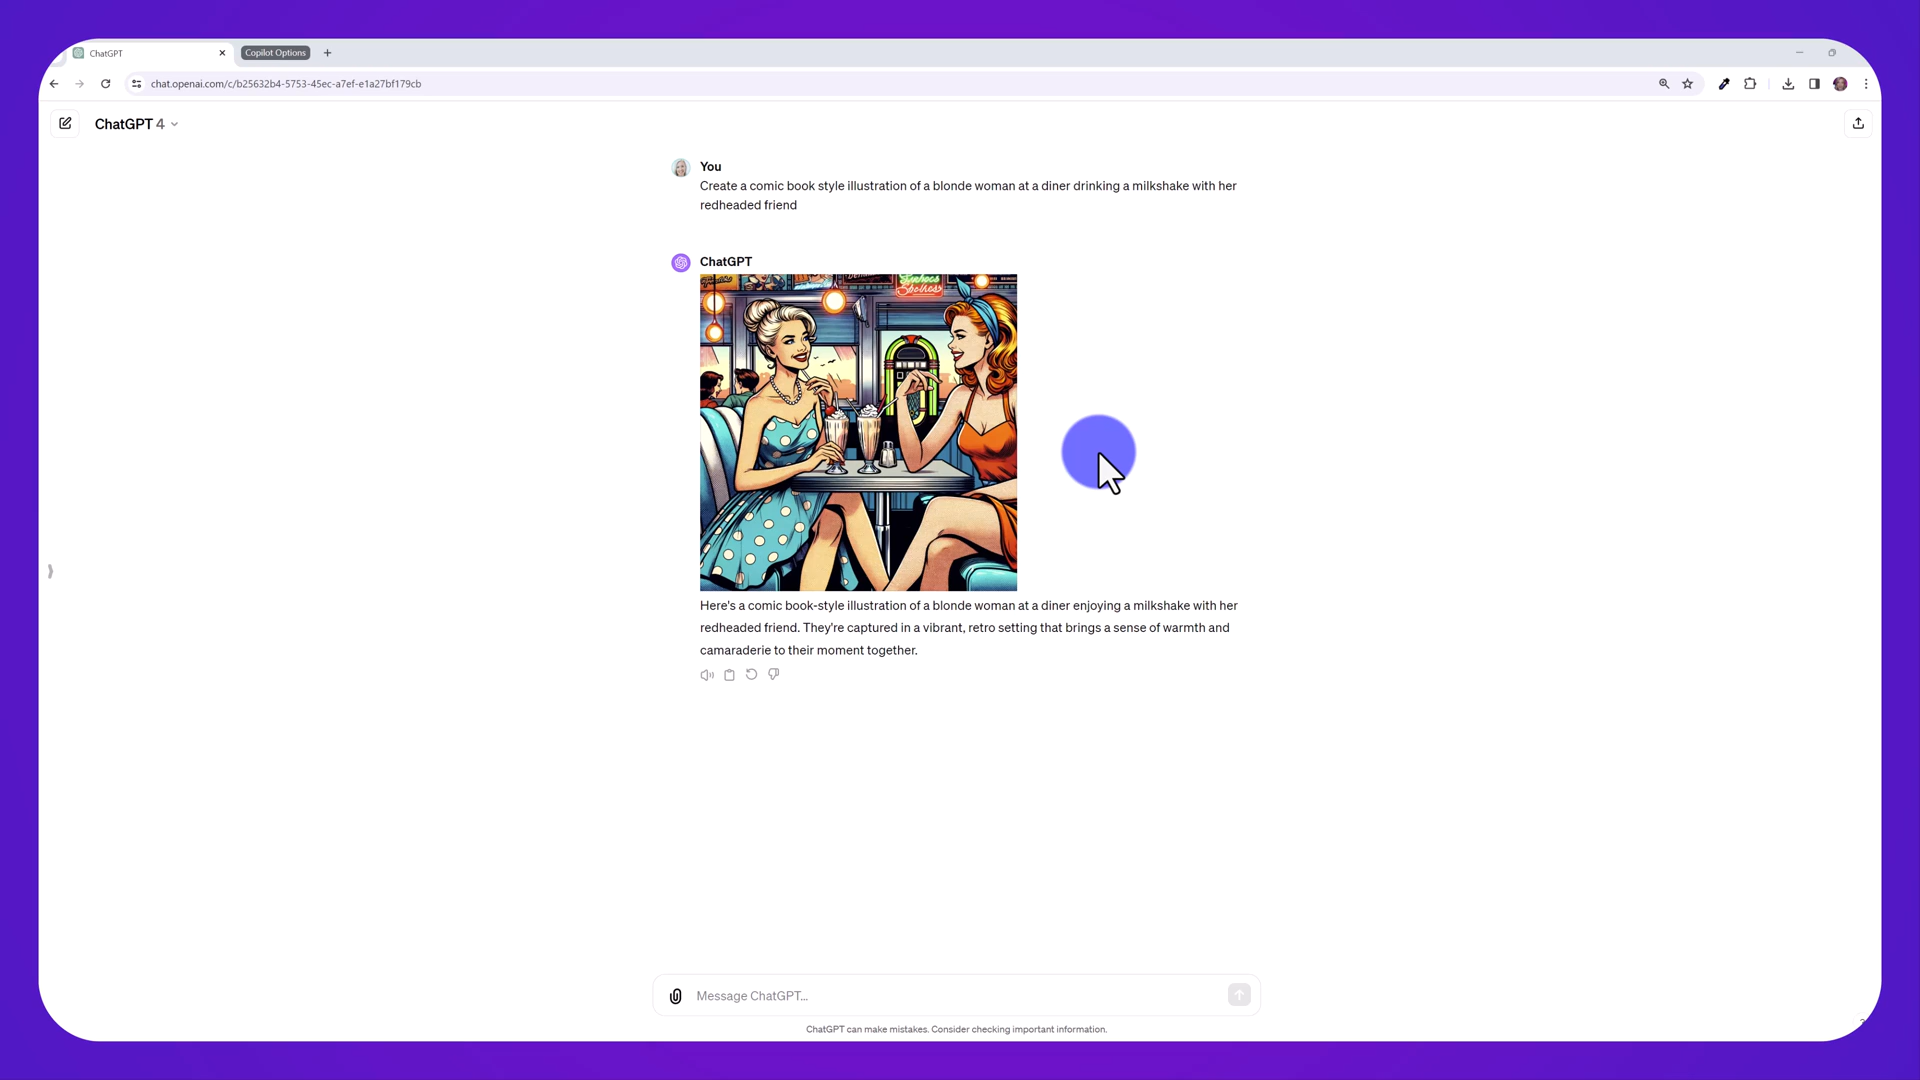 ChatGPT
Copilot Options
chat.openai.com/c/b25632b4-5753-45ec-a7ef-e1a27bf179cb
ChatGPT 4
You
Create a comic book style illustration of a blonde woman at a diner drinking a milkshake with her
redheaded friend
ChatGPT
Here's a comic book-style illustration of a blonde woman at a diner enjoying a milkshake with her
redheaded friend. They're captured in a vibrant, retro setting that brings a sense of warmth and
camaraderie to their moment together.
Message ChatGPT...
ChatGPT can make mistakes. Consider checking important information.